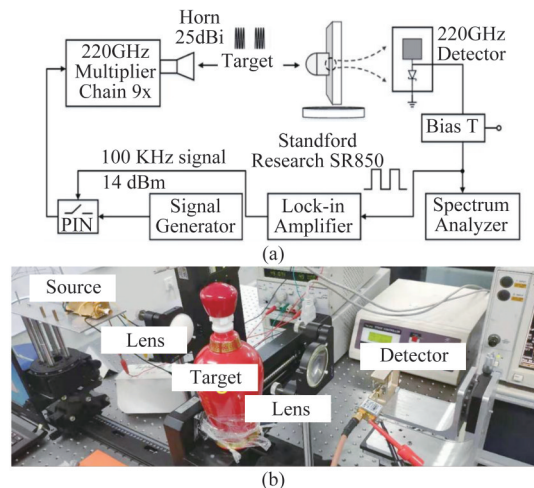 Horn
25dBi
220GHz
Multiplier
Chain 9x
Target
220GHz
Detector
Bias T
Standford
Research SR850
100 KHz signal
14 dBm
PIN
Signal
Generator
Lock-in
Amplifier
Spectrum
Analyzer
(a)
Source
Lens
Target
Lens
Detector
(b)